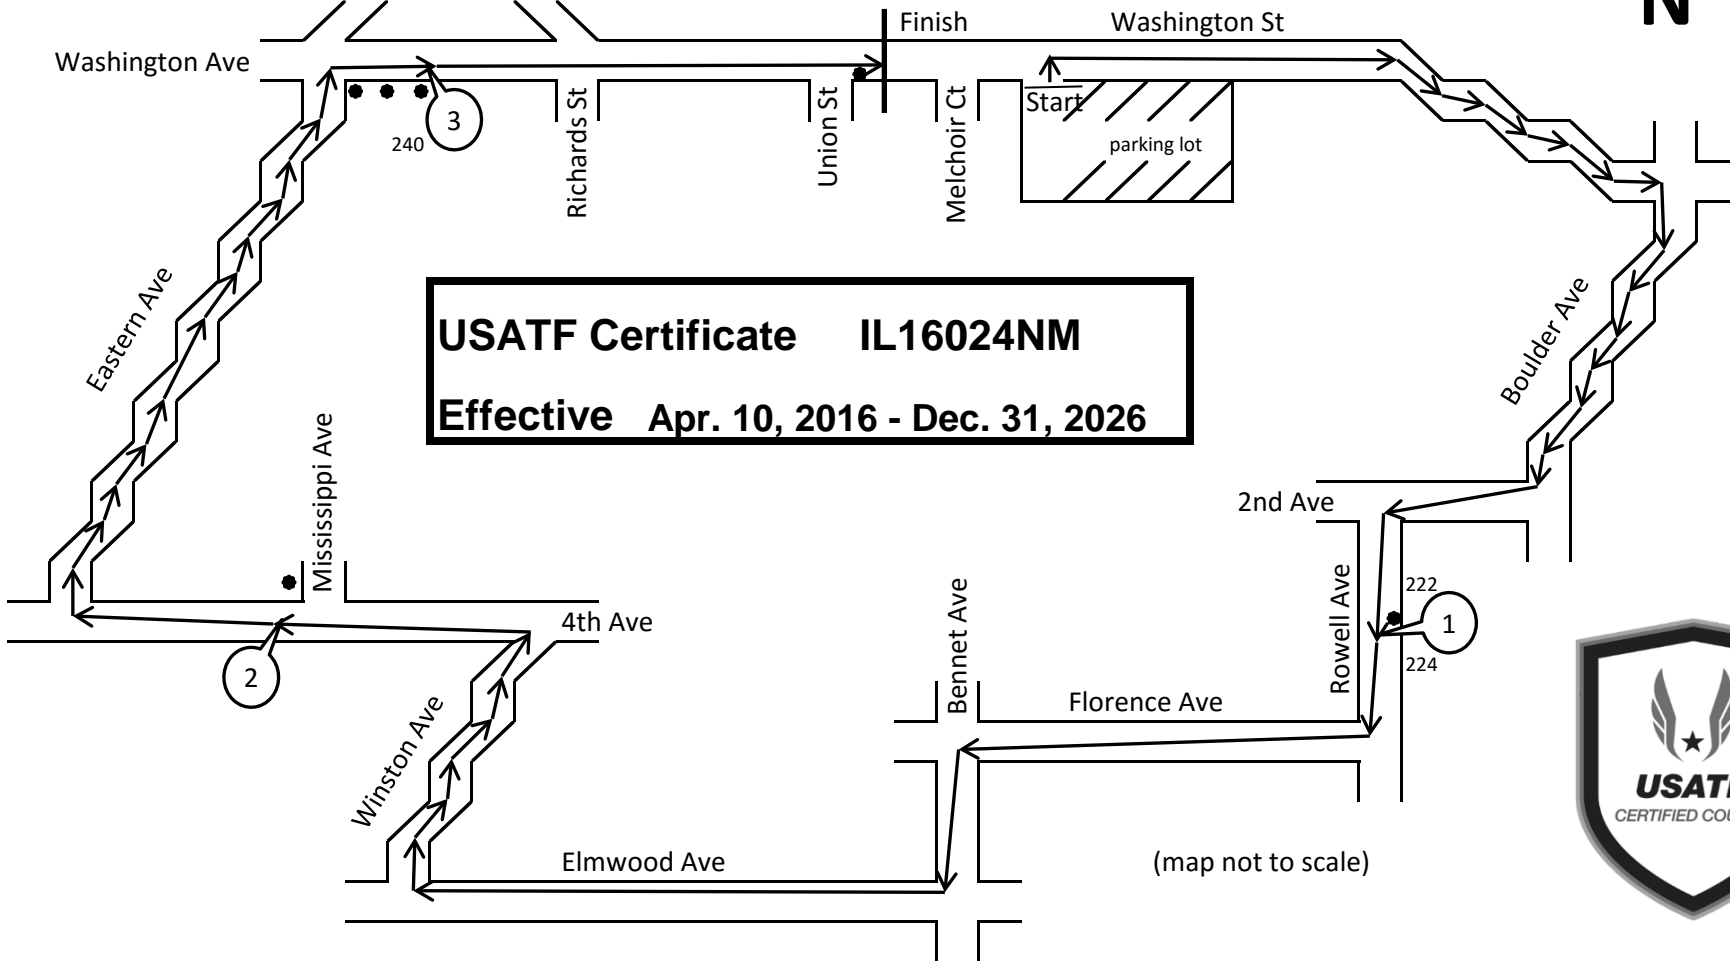 N
Finish
Washington St
Washington Ave
Start
3
240
Richards St
Union St
Melchoir Ct
parking lot
Eastern Ave
Boulder Ave
USATF Certificate IL16024NM
Effective Apr. 10, 2016 - Dec. 31, 2026
Mississippi Ave
2nd Ave
Rowell Ave
222
1
224
4th Ave
2
Bennet Ave
Florence Ave
Winston Ave
Elmwood Ave
(map not to scale)
USAT
CERTIFIED COU